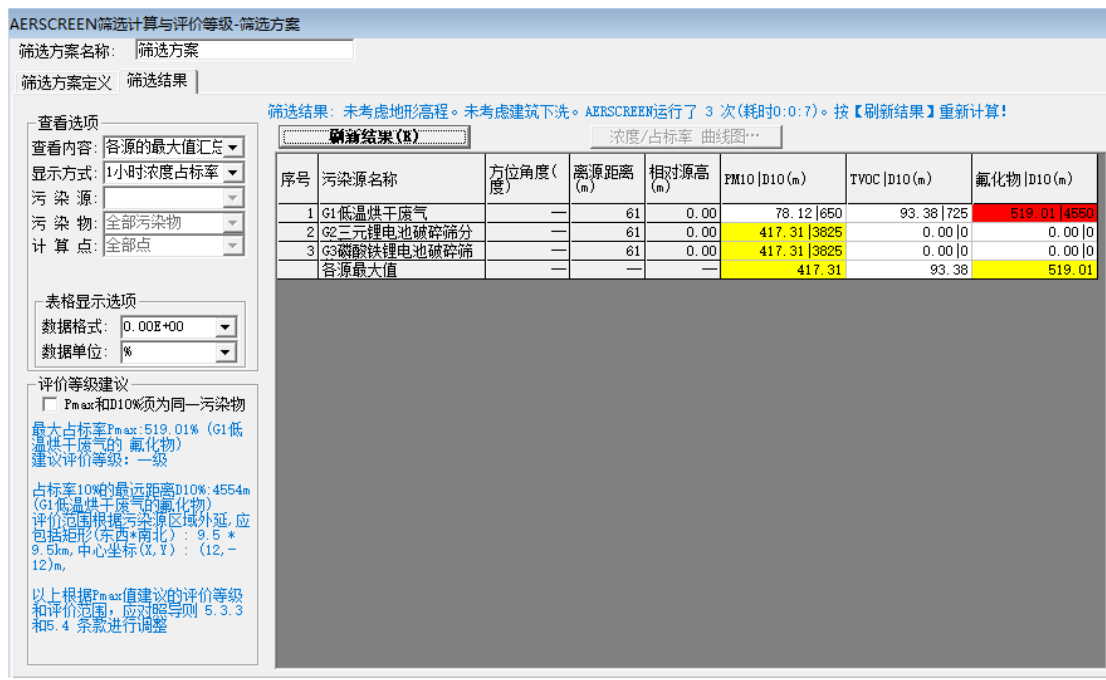 AERSCREEN筛选计算与评价等级-筛选方案
筛选方案名称: 筛选方案
筛选方案定义 筛选结果
筛选结果: 未考虑地形高程。未考虑建筑下洗。AERSCREEN运行了 3 次(耗时0:0:7)。按【刷新结果】重新计算!
刷新结果(R) 浓度/占标率 曲线图…
查看选项
查看内容: 各源的最大值汇总
显示方式: 1小时浓度占标率
污 染 源:
污 染 物: 全部污染物
计 算 点: 全部点
表格显示选项
数据格式: 0.00E+00
数据单位: %
评价等级建议
Pmax和D10%须为同一污染物
最大占标率Pmax:519.01% (G1低
温烘干废气的 氟化物)
建议评价等级: 一级
占标率10%的最远距离D10%:4554m
(G1低温烘干废气的氟化物)
评价范围根据污染源区域外延,应
包括矩形(东西*南北) : 9.5 *
9.5km,中心坐标(X,Y) : (12,-
12)m,
以上根据Pmax值建议的评价等级
和评价范围, 应对照导则 5.3.3
和5.4 条款进行调整
序号 污染源名称 方位角度(度) 离源距离(m) 相对源高(m) PM10|D10(m) TVOC|D10(m) 氟化物|D10(m)
1 G1低温烘干废气 — 61 0.00 78.12|650 93.38|725 519.01|4550
2 G2三元锂电池破碎筛分 — 61 0.00 417.31|3825 0.00|0 0.00|0
3 G3磷酸铁锂电池破碎筛 — 61 0.00 417.31|3825 0.00|0 0.00|0
各源最大值 — — — 417.31 93.38 519.01